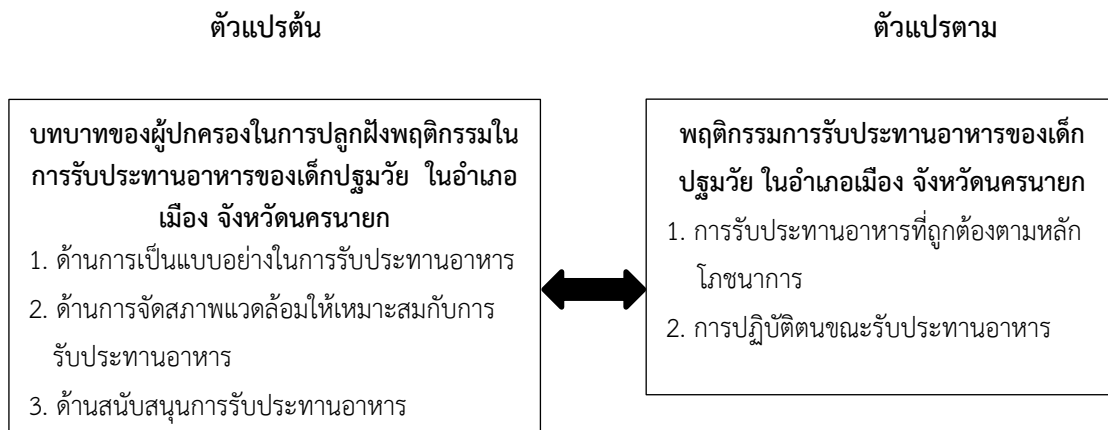 ตัวแปรต้น
ตัวแปรตาม
บทบาทของผู้ปกครองในการปลูกฝังพฤติกรรมใน
การรับประทานอาหารของเด็กปฐมวัย ในอำเภอ
เมือง จังหวัดนครนายก
1. ด้านการเป็นแบบอย่างในการรับประทานอาหาร
2. ด้านการจัดสภาพแวดล้อมให้เหมาะสมกับการ
รับประทานอาหาร
3. ด้านสนับสนุนการรับประทานอาหาร
พฤติกรรมการรับประทานอาหารของเด็ก
ปฐมวัย ในอำเภอเมือง จังหวัดนครนายก
1. การรับประทานอาหารที่ถูกต้องตามหลัก
โภชนาการ
2. การปฏิบัติตนขณะรับประทานอาหาร